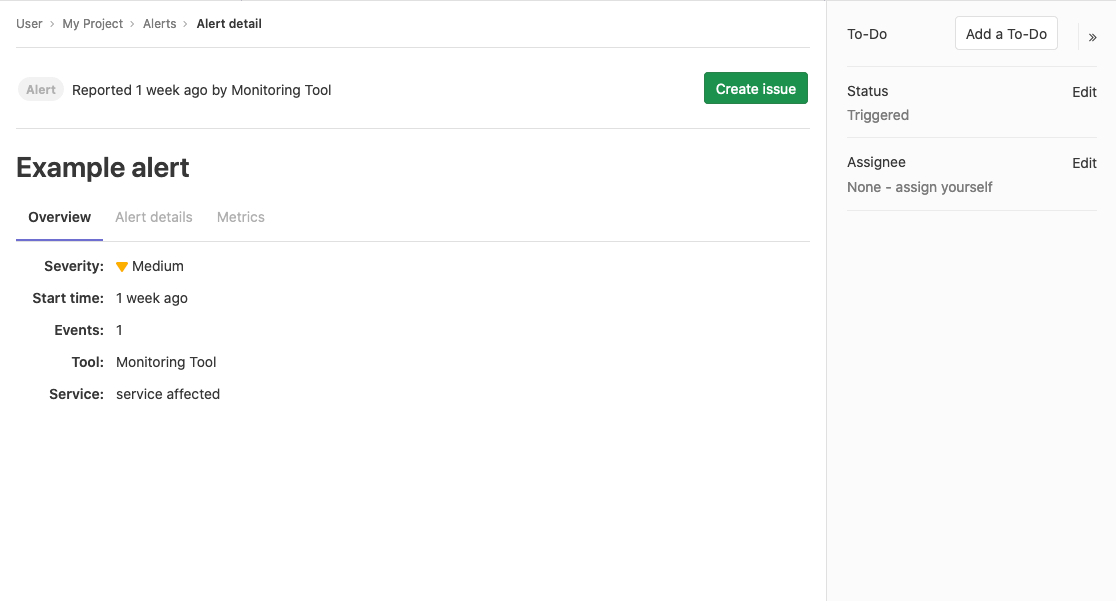 User › My Project › Alerts › Alert detail
Alert Reported 1 week ago by Monitoring Tool Create issue
Example alert
Overview Alert details Metrics
Severity: Medium
Start time: 1 week ago
Events: 1
Tool: Monitoring Tool
Service: service affected
To-Do Add a To-Do »
Status Edit
Triggered
Assignee Edit
None - assign yourself